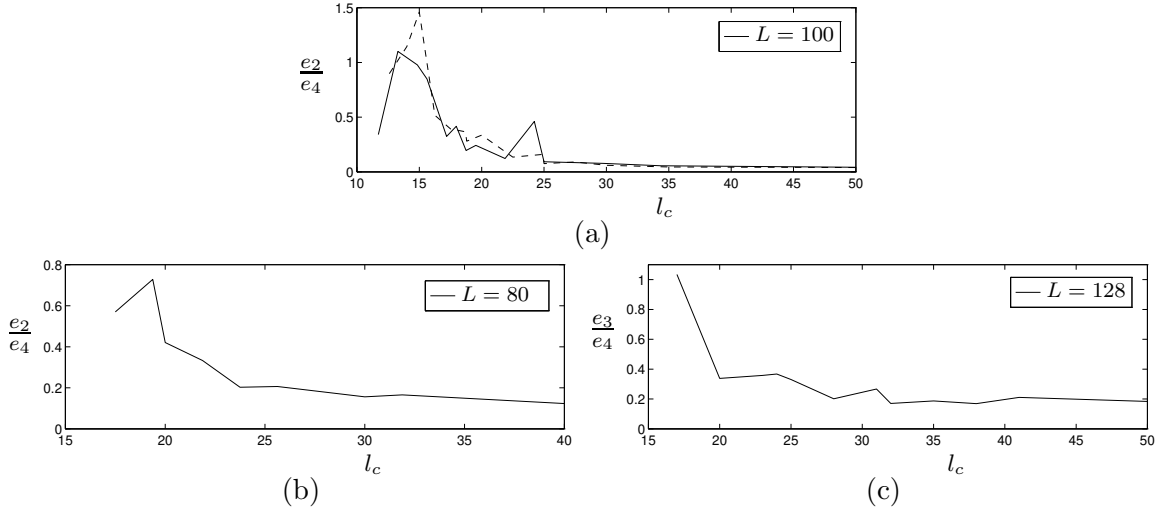 1.5
1
0.5
0
e₂/e₄
L = 100
10 15 20 25 30 35 40 45 50
l_c
(a)
0.8
0.6
0.4
0.2
0
e₂/e₄
L = 80
15 20 25 30 35 40
l_c
(b)
1
0.8
0.6
0.4
0.2
0
e₃/e₄
L = 128
15 20 25 30 35 40 45 50
l_c
(c)